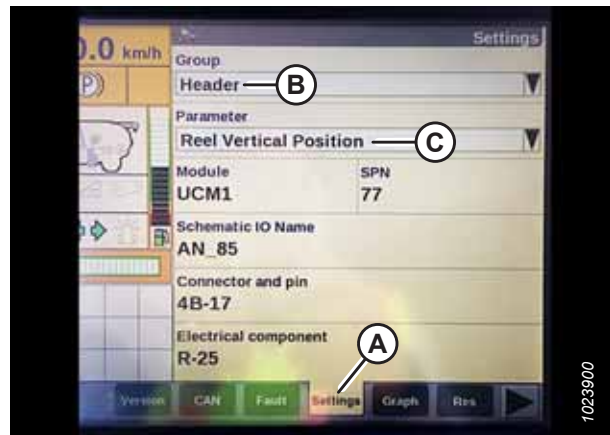 0.0 km/h
Settings
Group
(P)
Header
B
Parameter
Reel Vertical Position
C
Module
SPN
UCM1
77
Schematic IO Name
AN_85
Connector and pin
4B-17
Electrical component
R-25
A
Version
CAN
Fault
Settings
Graph
Res
1023900